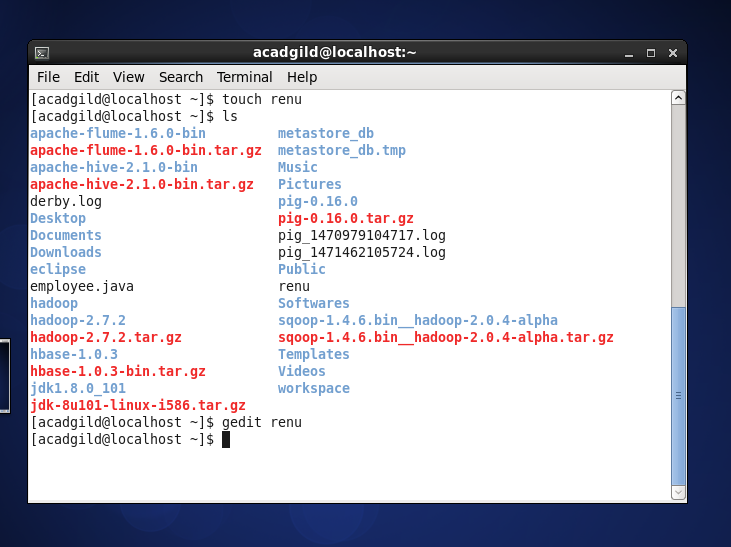 acadgild@localhost:~
File Edit View Search Terminal Help
[acadgild@localhost ~]$ touch renu
[acadgild@localhost ~]$ ls
apache-flume-1.6.0-bin metastore_db
apache-flume-1.6.0-bin.tar.gz metastore_db.tmp
apache-hive-2.1.0-bin Music
apache-hive-2.1.0-bin.tar.gz Pictures
derby.log pig-0.16.0
Desktop pig-0.16.0.tar.gz
Documents pig_1470979104717.log
Downloads pig_1471462105724.log
eclipse Public
employee.java renu
hadoop Softwares
hadoop-2.7.2 sqoop-1.4.6.bin__hadoop-2.0.4-alpha
hadoop-2.7.2.tar.gz sqoop-1.4.6.bin__hadoop-2.0.4-alpha.tar.gz
hbase-1.0.3 Templates
hbase-1.0.3-bin.tar.gz Videos
jdk1.8.0_101 workspace
jdk-8u101-linux-i586.tar.gz
[acadgild@localhost ~]$ gedit renu
[acadgild@localhost ~]$